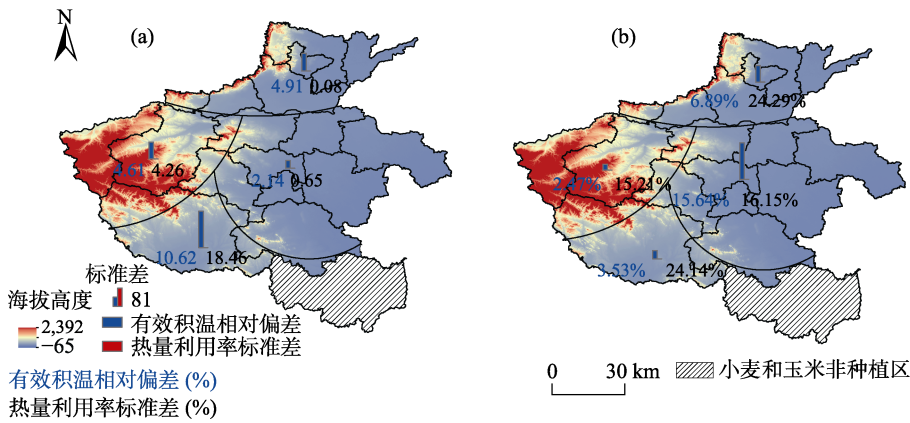 N
(a)
4.91 0.08
4.61 4.26
2.14 0.65
10.62 18.46
标准差
81
海拔高度
2,392
−65
有效积温相对偏差
热量利用率标准差
有效积温相对偏差 (%)
热量利用率标准差 (%)
(b)
6.89% 24.29%
2.47% 15.21%
15.64% 16.15%
3.53% 24.14%
0 30 km
小麦和玉米非种植区